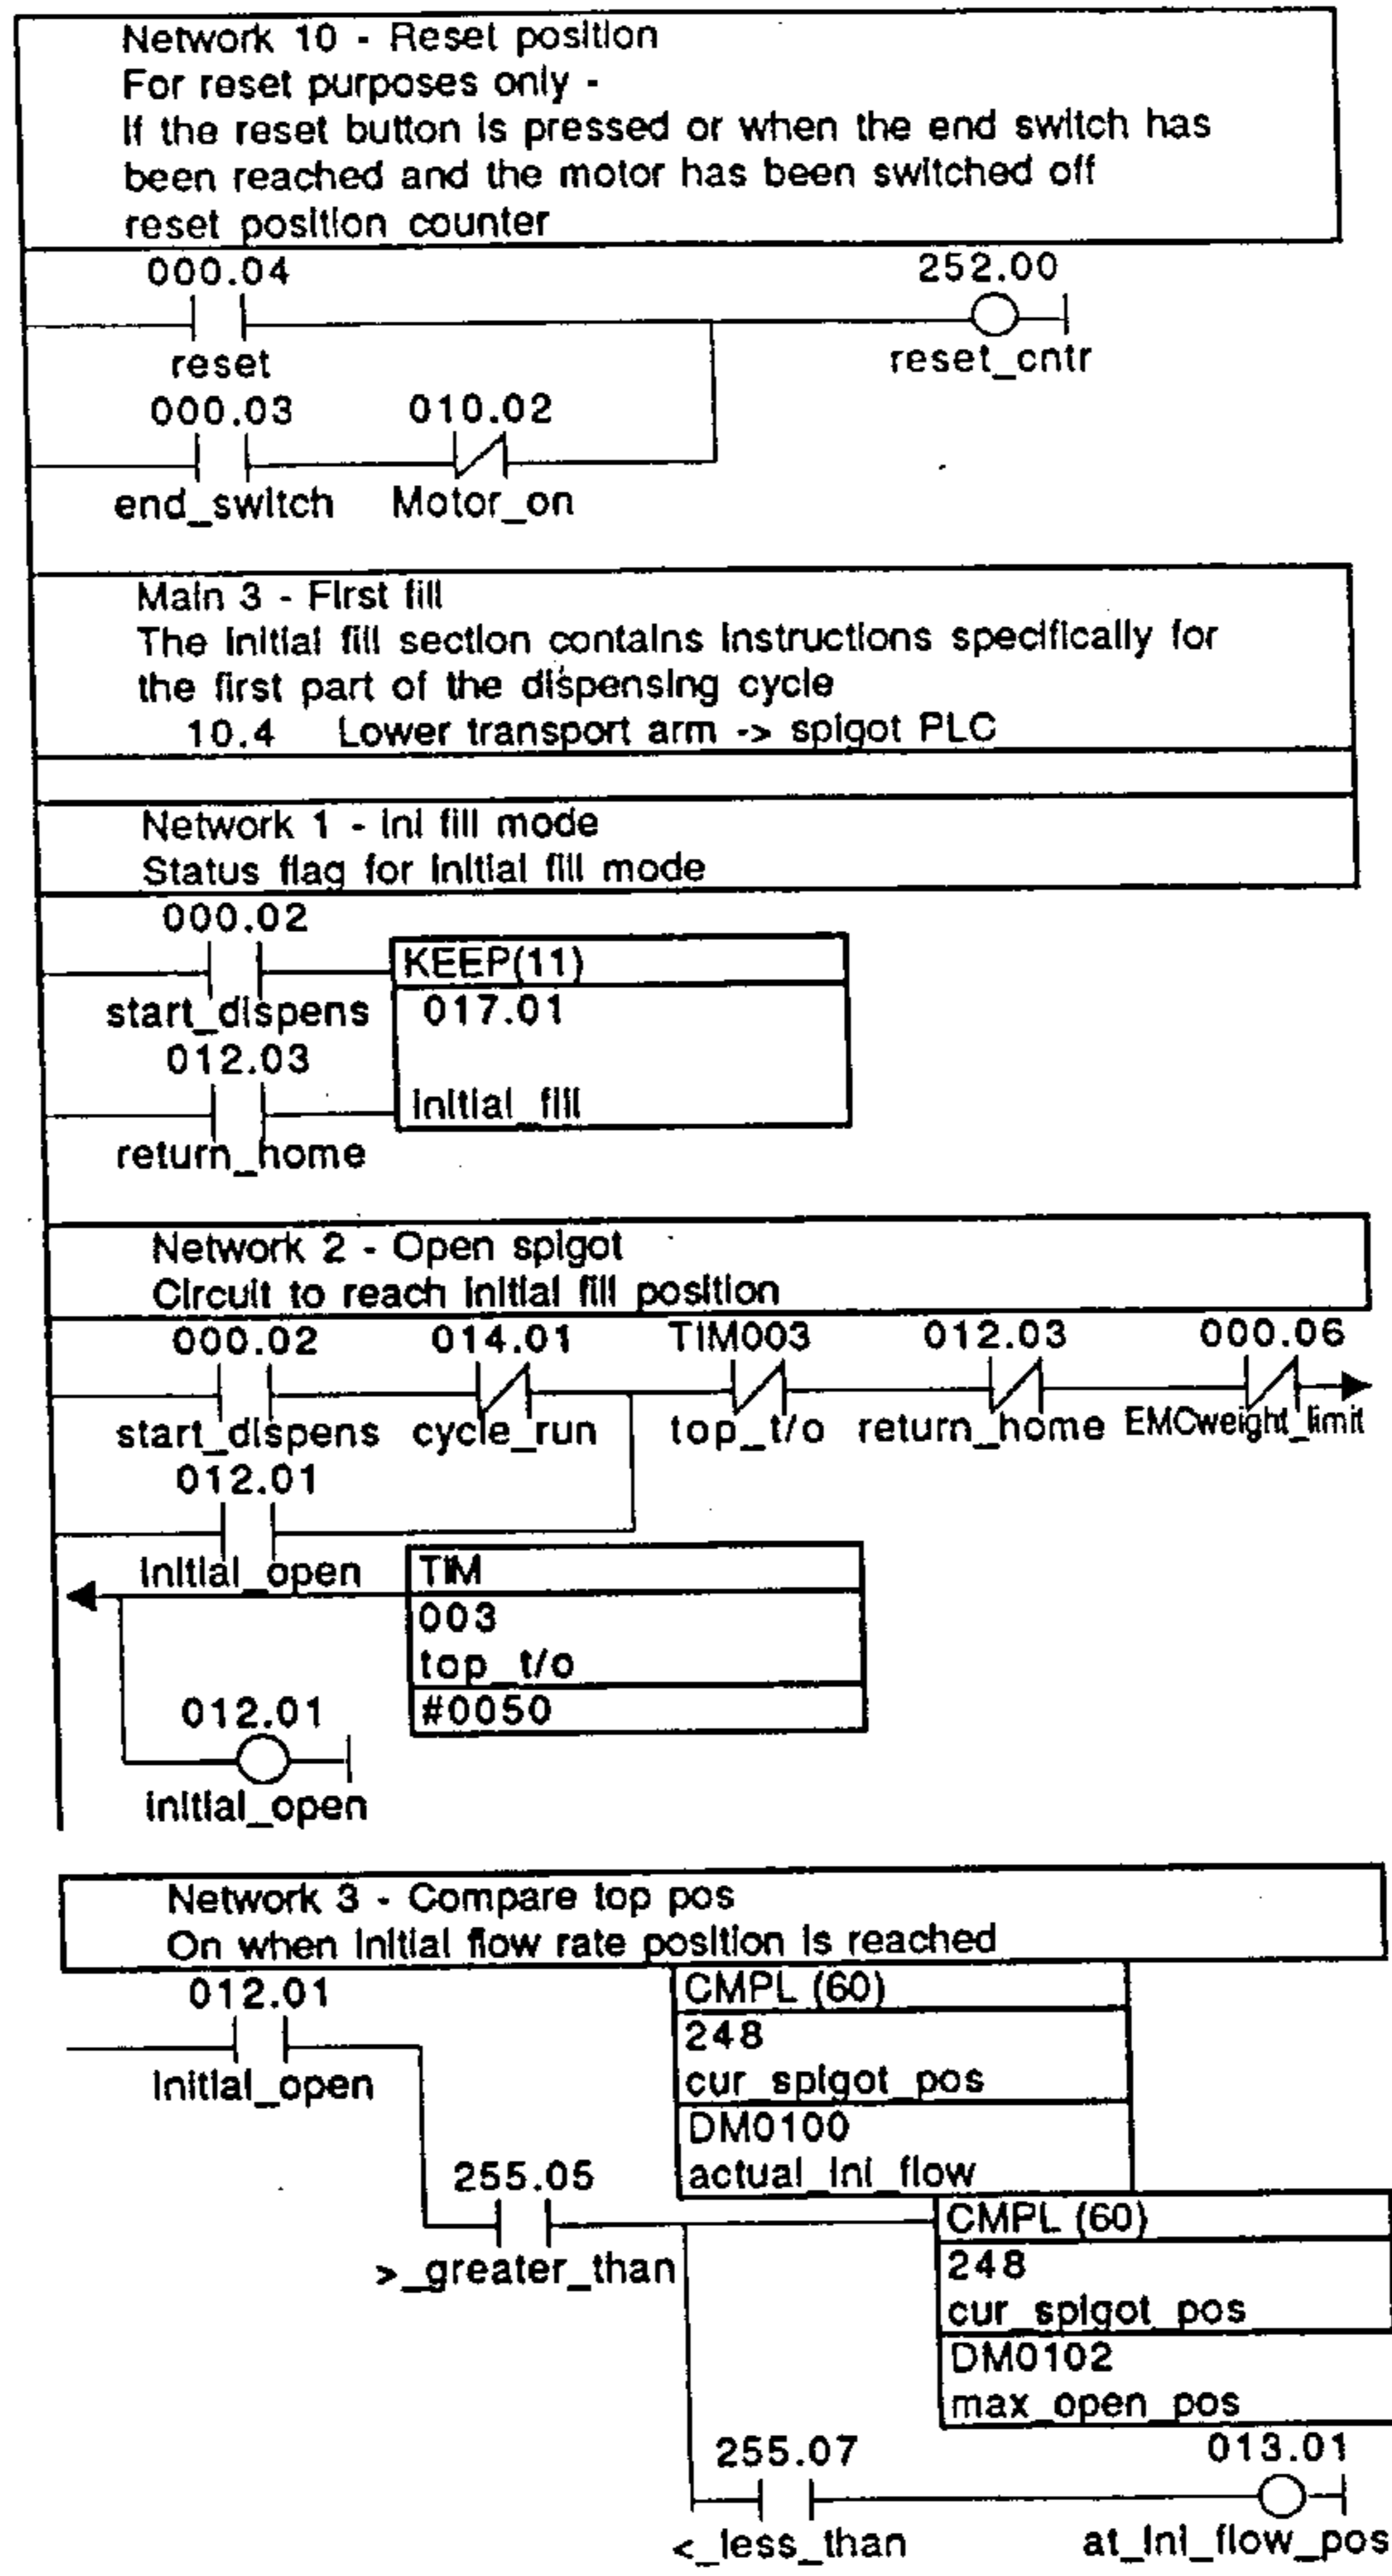 Network 10 - Reset position
For reset purposes only -
If the reset button is pressed or when the end switch has
been reached and the motor has been switched off
reset position counter
000.04 252.00
reset reset_cntr
000.03 010.02
end_switch Motor_on
Main 3 - First fill
The initial fill section contains instructions specifically for
the first part of the dispensing cycle
10.4 Lower transport arm -> spigot PLC
Network 1 - ini fill mode
Status flag for initial fill mode
000.02
KEEP(11)
start_dispens 017.01
012.03
initial_fill
return_home
Network 2 - Open spigot
Circuit to reach initial fill position
000.02 014.01 TIM003 012.03 000.06
start_dispens cycle_run top_t/o return_home EMCweight_limit
012.01
initial_open TIM
003
top_t/o
012.01 #0050
initial_open
Network 3 - Compare top pos
On when initial flow rate position is reached
012.01 CMPL (60)
248
initial_open cur_spigot_pos
DM0100
255.05 actual_ini_flow
CMPL (60)
>_greater_than 248
cur_spigot_pos
DM0102
max_open_pos
255.07 013.01
<_less_than at_ini_flow_pos